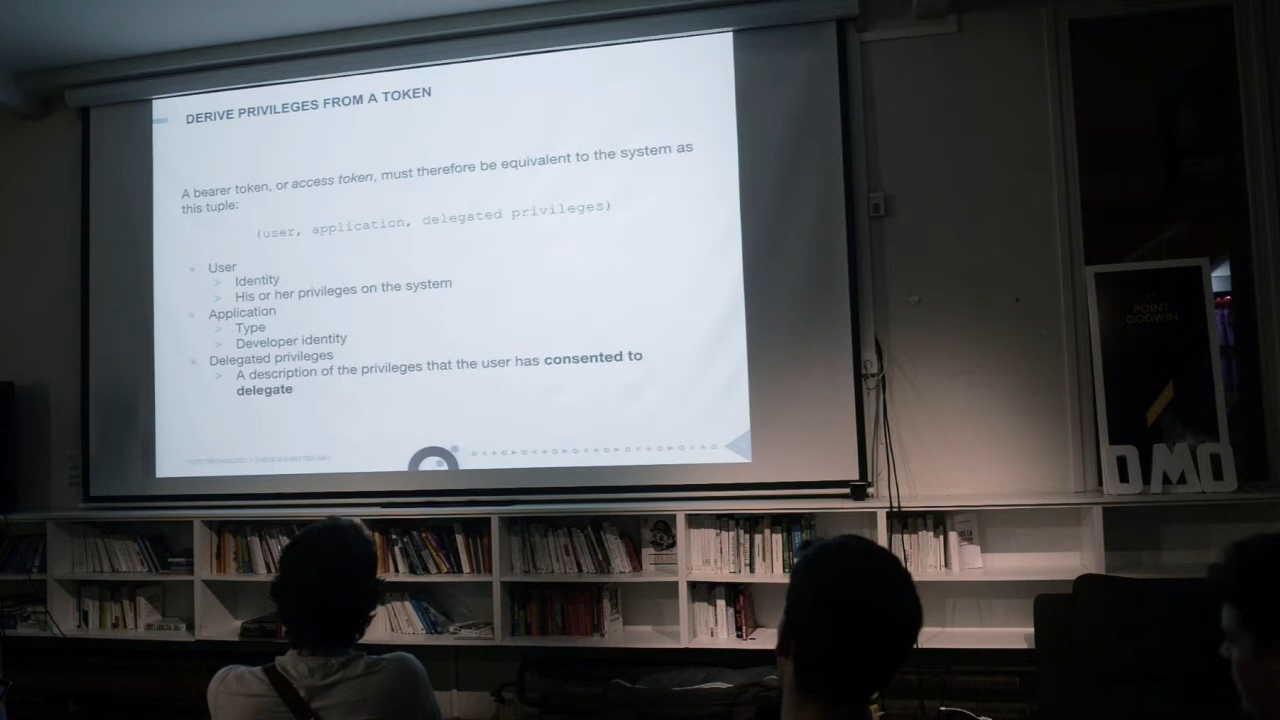 DERIVE PRIVILEGES FROM A TOKEN
A bearer token, or access token, must therefore be equivalent to the system as
this tuple:
(user, application, delegated privileges)
User
> Identity
> His or her privileges on the system
Application
> Type
> Developer identity
Delegated privileges
> A description of the privileges that the user has consented to
delegate
POINT
GODWIN
OMO